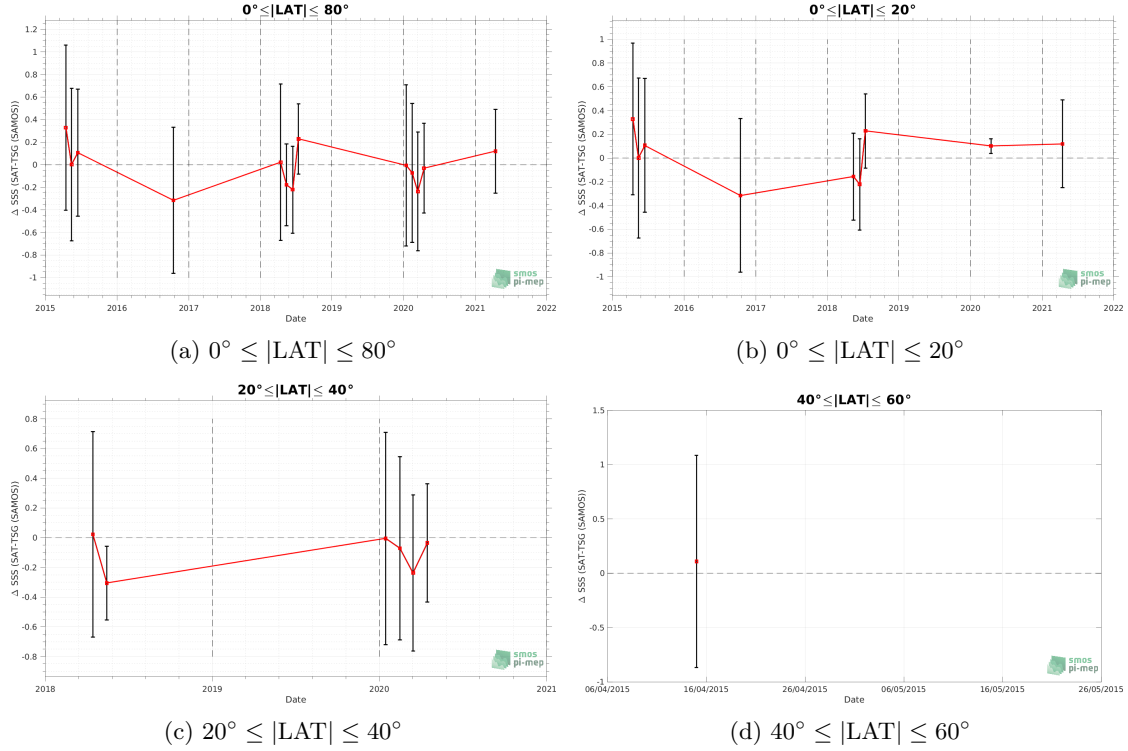 0°≤|LAT|≤ 80°
Δ SSS (SAT-TSG (SAMOS))
1.2
1
0.8
0.6
0.4
0.2
0
-0.2
-0.4
-0.6
-0.8
-1
2015 2016 2017 2018 2019 2020 2021 2022
Date
smos
pi-mep
(a) 0° ≤ |LAT| ≤ 80°
0°≤|LAT|≤ 20°
Δ SSS (SAT-TSG (SAMOS))
1
0.8
0.6
0.4
0.2
0
-0.2
-0.4
-0.6
-0.8
-1
2015 2016 2017 2018 2019 2020 2021 2022
Date
smos
pi-mep
(b) 0° ≤ |LAT| ≤ 20°
20°≤|LAT|≤ 40°
Δ SSS (SAT-TSG (SAMOS))
0.8
0.6
0.4
0.2
0
-0.2
-0.4
-0.6
-0.8
2018 2019 2020 2021
Date
smos
pi-mep
(c) 20° ≤ |LAT| ≤ 40°
40°≤|LAT|≤ 60°
Δ SSS (SAT-TSG (SAMOS))
1.5
1
0.5
0
-0.5
-1
06/04/2015 16/04/2015 26/04/2015 06/05/2015 16/05/2015 26/05/2015
Date
smos
pi-mep
(d) 40° ≤ |LAT| ≤ 60°